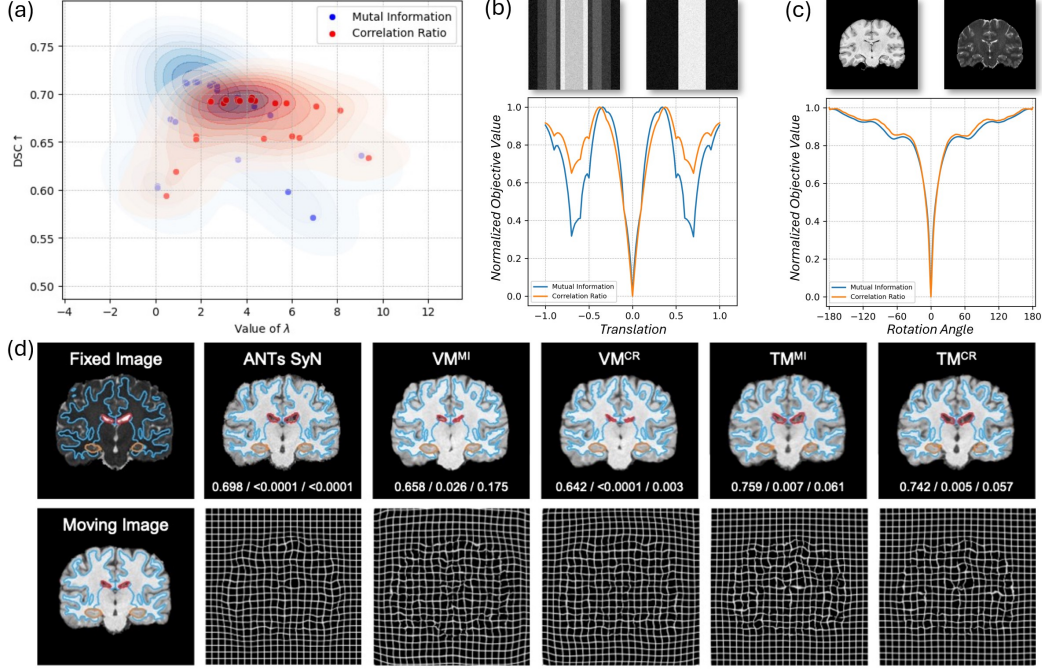 (a)
Mutal Information
Correlation Ratio
0.75
0.70
0.65
0.60
0.55
0.50
DSC ↑
−4 −2 0 2 4 6 8 10 12
Value of λ
(b)
1.0
0.8
0.6
0.4
0.2
0.0
Normalized Objective Value
Mutual Information
Correlation Ratio
−1.0 −0.5 0.0 0.5 1.0
Translation
(c)
1.0
0.8
0.6
0.4
0.2
0.0
Normalized Objective Value
Mutual Information
Correlation Ratio
−180 −120 −60 0 60 120 180
Rotation Angle
(d)
Fixed Image
ANTs SyN
VM^MI
VM^CR
TM^MI
TM^CR
0.698 / <0.0001 / <0.0001
0.658 / 0.026 / 0.175
0.642 / <0.0001 / 0.003
0.759 / 0.007 / 0.061
0.742 / 0.005 / 0.057
Moving Image